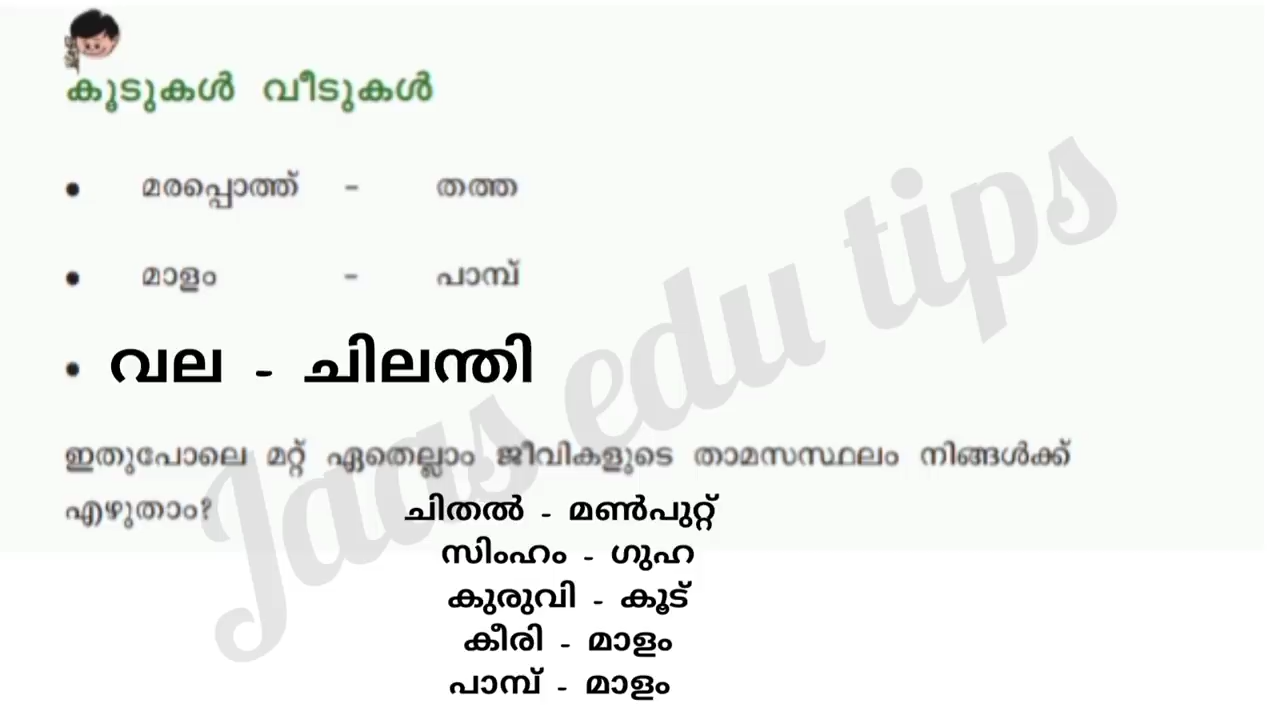 കൂടുകൾ വീടുകൾ
• മരപ്പൊത്ത് - തത്ത
• മാളം - പാമ്പ്
• വല - ചിലന്തി
ഇതുപോലെ മറ്റ് ഏതെല്ലാം ജീവികളുടെ താമസസ്ഥലം നിങ്ങൾക്ക്
എഴുതാം?
ചിതൽ - മൺപുറ്റ്
സിംഹം - ഗുഹ
കുരുവി - കൂട്
കീരി - മാളം
പാമ്പ് - മാളം
Jaas edu tips